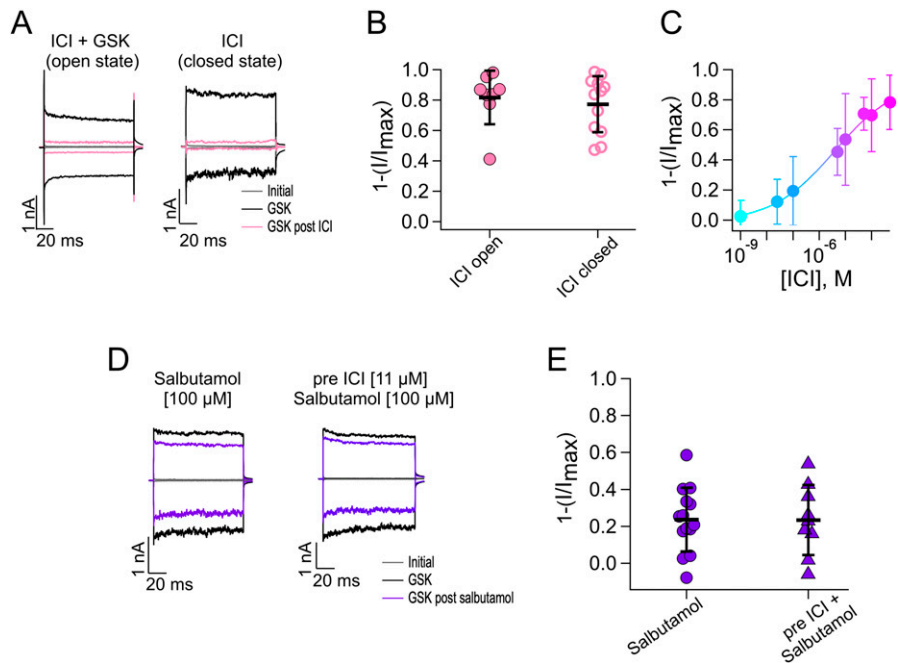 A
ICI + GSK
(open state)
ICI
(closed state)
1 nA
20 ms
1 nA
20 ms
Initial
GSK
GSK post ICI
B
1-(I/Imax)
1.0
0.8
0.6
0.4
0.2
0.0
ICI open
ICI closed
C
1-(I/Imax)
1.0
0.8
0.6
0.4
0.2
0.0
10-9
10-6
[ICI], M
D
Salbutamol
[100 µM]
pre ICI [11 µM]
Salbutamol [100 µM]
1 nA
20 ms
1 nA
20 ms
Initial
GSK
GSK post salbutamol
E
1-(I/Imax)
1.0
0.8
0.6
0.4
0.2
0.0
Salbutamol
pre ICI +
Salbutamol